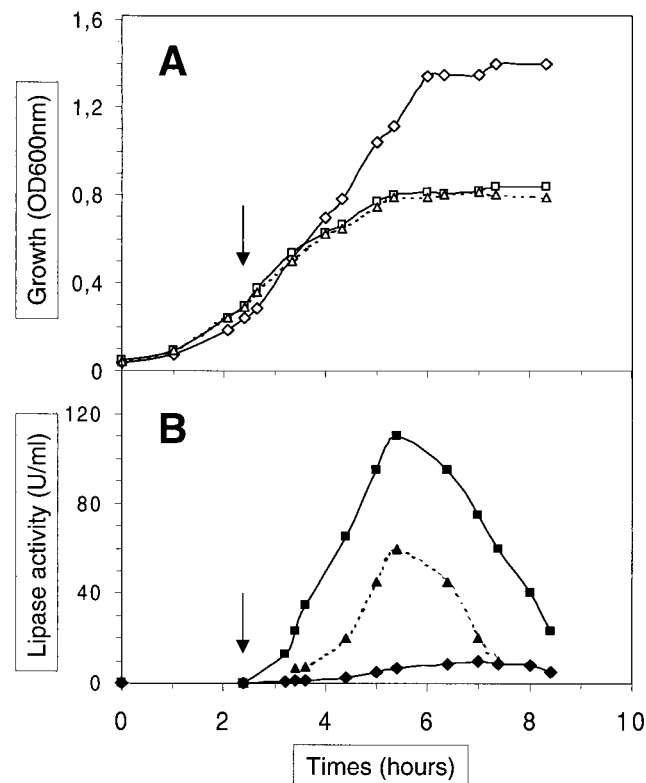 A
Growth (OD600nm)
1,6
1,2
0,8
0,4
0
B
Lipase activity (U/ml)
120
80
40
0
0 2 4 6 8 10
Times (hours)